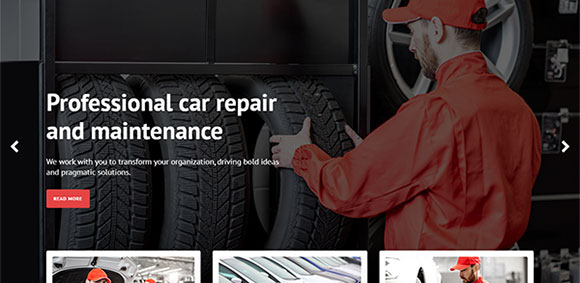 Professional car repair
and maintenance
We work with you to transform your organization, driving bold ideas
and pragmatic solutions.
READ MORE